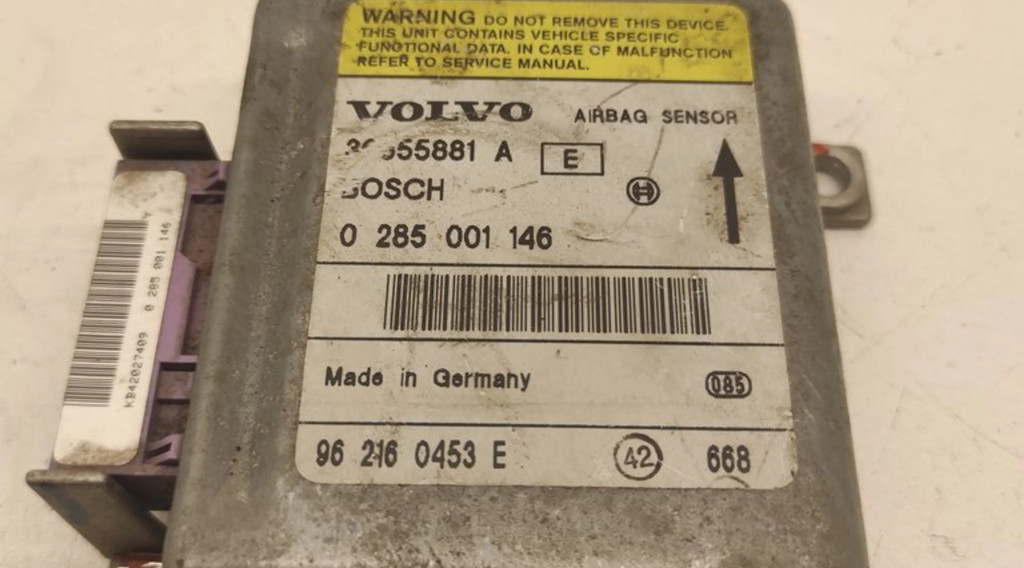 WARNING DO NOT REMOVE THIS DEVICE.
THIS UNIT CONTAINS VEHICLE SPECIFIC
FUNCTIONAL DATA. IN CASE OF MALFUNCTION
REFER TO SERVICE MANUAL.
VOLVO AIRBAG SENSOR
A E
BOSCH
0 285 001 146
Made in Germany 085
96 216 0453 E 42 668
KB42027409 0 285 001 146 Y